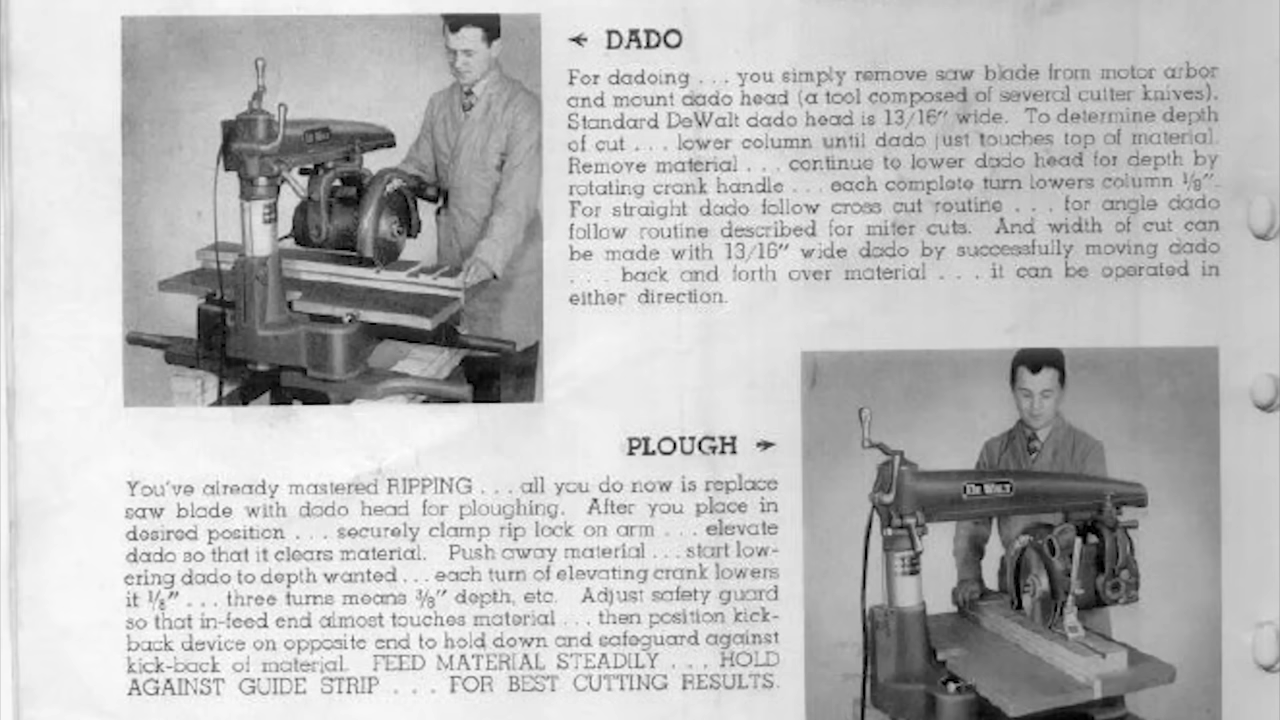 DADO
For dadoing . . . you simply remove saw blade from motor arbor
and mount dado head (a tool composed of several cutter knives).
Standard DeWalt dado head is 13/16" wide. To determine depth
of cut . . . lower column until dado just touches top of material.
Remove material . . . continue to lower dado head for depth by
rotating crank handle . . . each complete turn lowers column 1/8".
For straight dado follow cross cut routine . . . for angle dado
follow routine described for miter cuts. And width of cut can
be made with 13/16" wide dado by successfully moving dado
. . . back and forth over material . . . it can be operated in
either direction.
DE WALT
PLOUGH
You've already mastered RIPPING . . . all you do now is replace
saw blade with dado head for ploughing. After you place in
desired position . . . securely clamp rip lock on arm . . . elevate
dado so that it clears material. Push away material . . . start low-
ering dado to depth wanted . . . each turn of elevating crank lowers
it 1/8" . . . three turns means 3/8" depth, etc. Adjust safety guard
so that in-feed end almost touches material . . . then position kick-
back device on opposite end to hold down and safeguard against
kick-back of material. FEED MATERIAL STEADILY . . . HOLD
AGAINST GUIDE STRIP . . . FOR BEST CUTTING RESULTS.
DE WALT